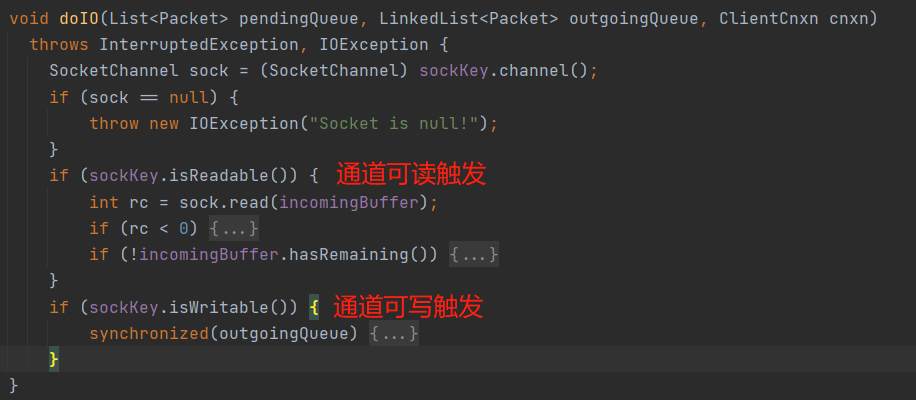 void doIO(List<Packet> pendingQueue, LinkedList<Packet> outgoingQueue, ClientCnxn cnxn)
  throws InterruptedException, IOException {
    SocketChannel sock = (SocketChannel) sockKey.channel();
    if (sock == null) {
        throw new IOException("Socket is null!");
    }
    if (sockKey.isReadable()) { 通道可读触发
        int rc = sock.read(incomingBuffer);
        if (rc < 0) {...}
        if (!incomingBuffer.hasRemaining()) {...}
    }
    if (sockKey.isWritable()) { 通道可写触发
        synchronized(outgoingQueue) {...}
    }
}